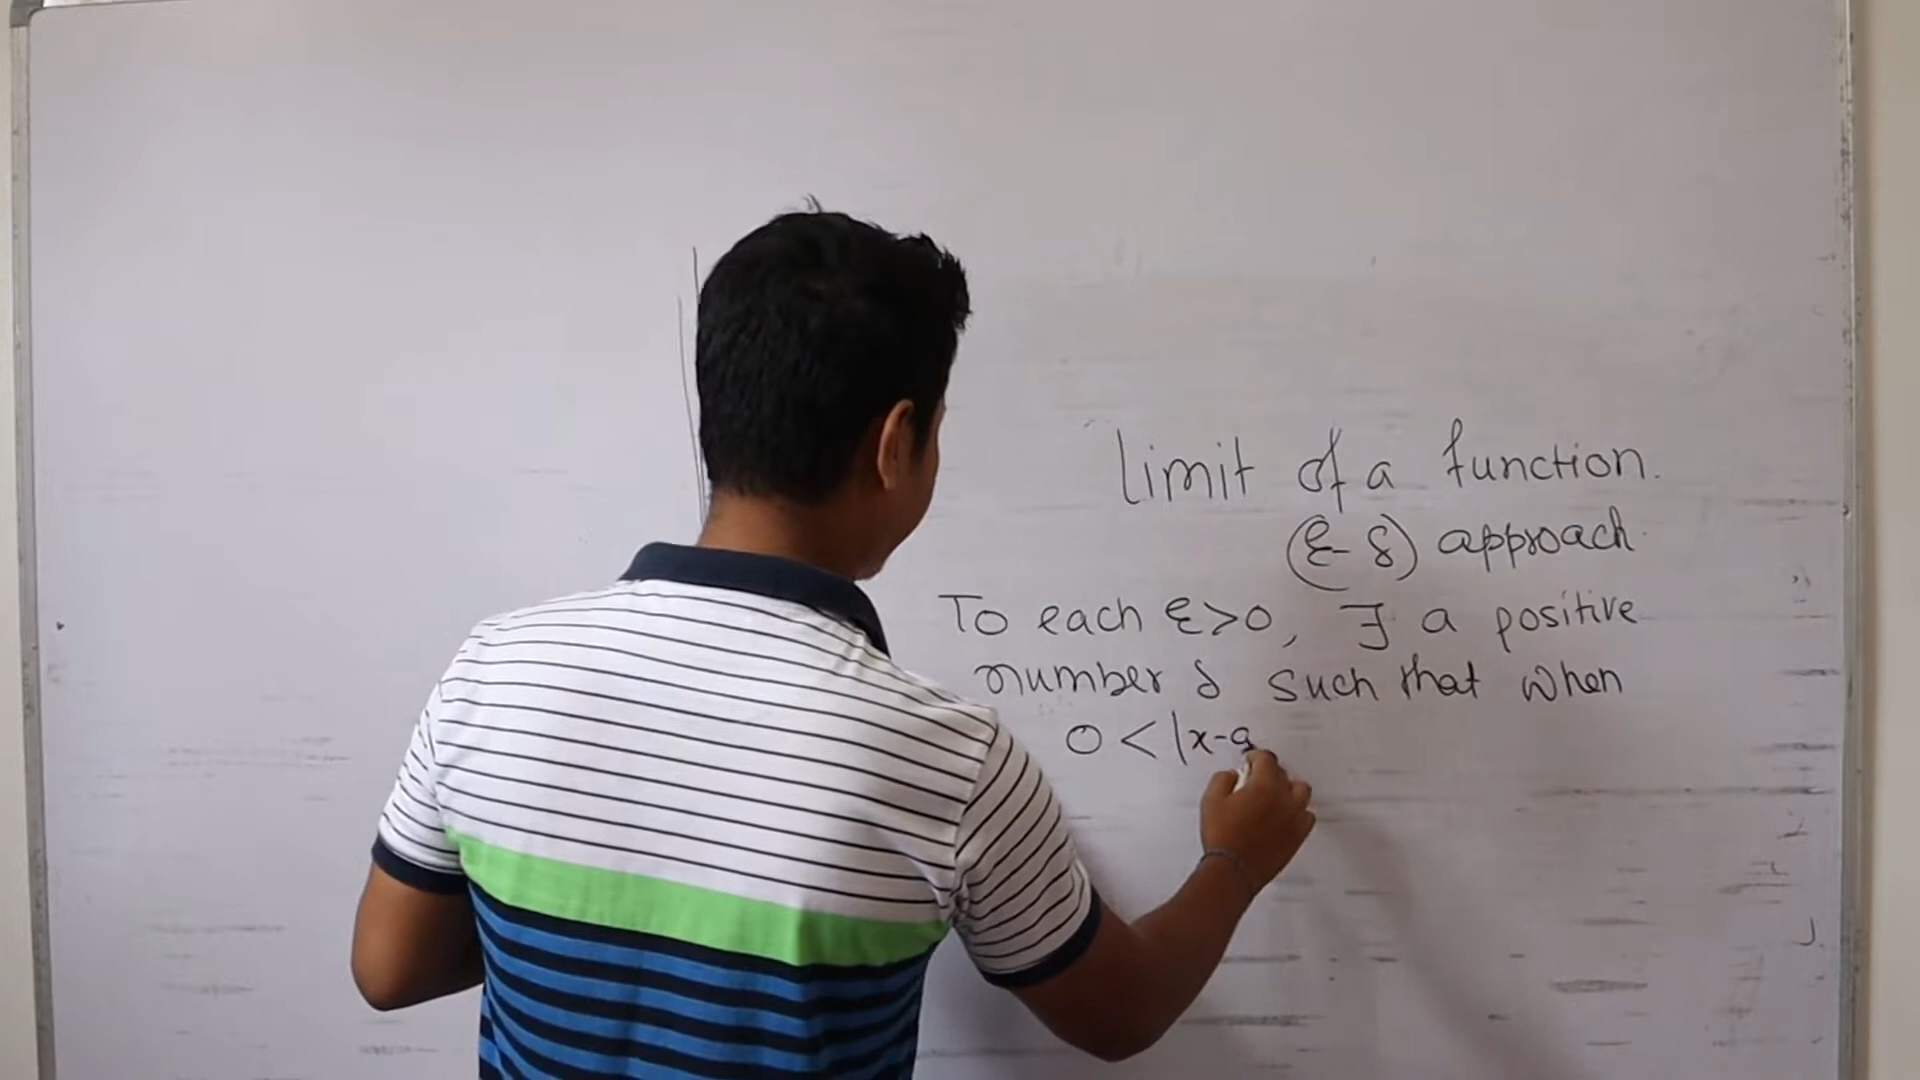 Limit of a function.
(ε-δ) approach.
To each ε>0, ∃ a positive
number δ such that when
0 < |x-a